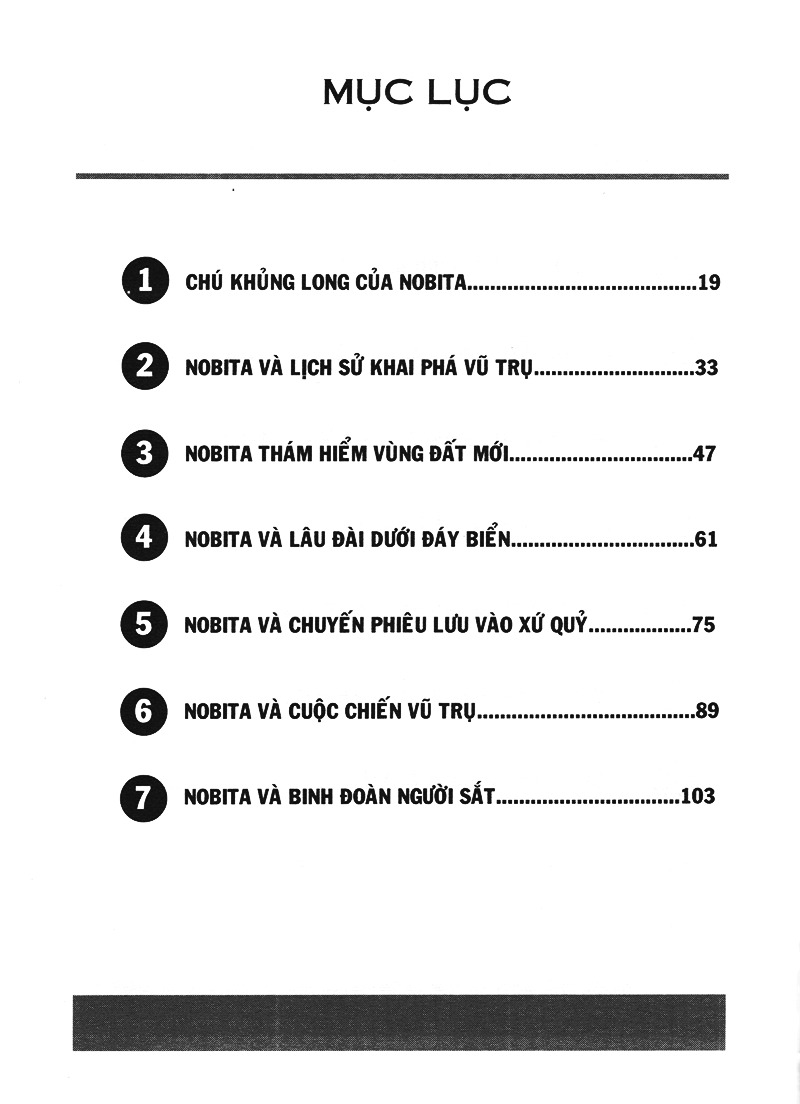 MỤC LỤC
1 CHÚ KHỦNG LONG CỦA NOBITA........................................19
2 NOBITA VÀ LỊCH SỬ KHAI PHÁ VŨ TRỤ............................33
3 NOBITA THÁM HIỂM VÙNG ĐẤT MỚI................................47
4 NOBITA VÀ LÂU ĐÀI DƯỚI ĐÁY BIỂN................................61
5 NOBITA VÀ CHUYẾN PHIÊU LƯU VÀO XỨ QUỶ..................75
6 NOBITA VÀ CUỘC CHIẾN VŨ TRỤ......................................89
7 NOBITA VÀ BINH ĐOÀN NGƯỜI SẮT................................103